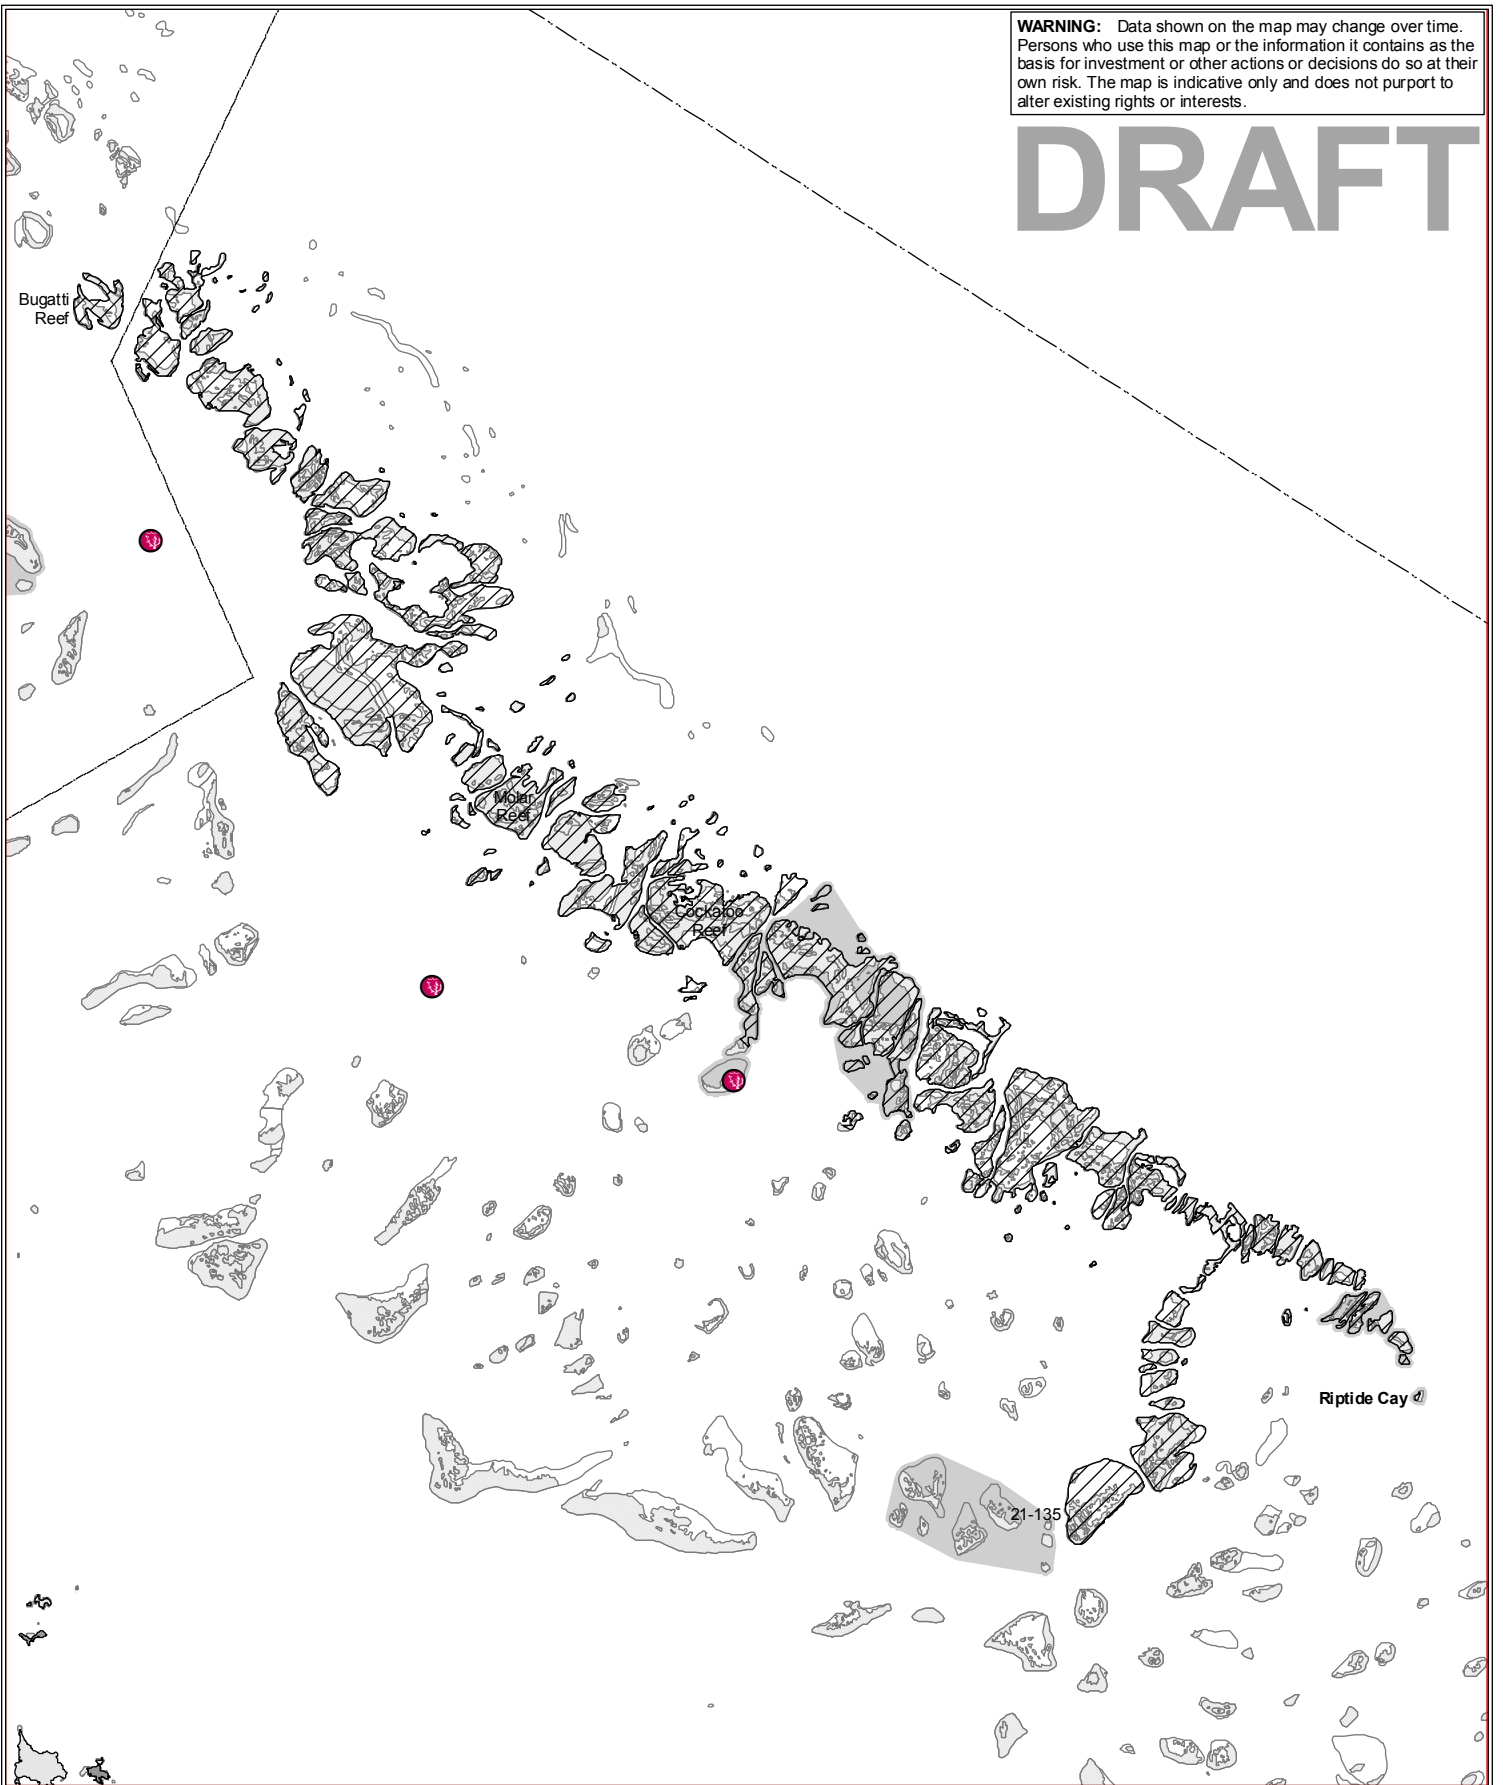 WARNING: Data shown on the map may change over time.
Persons who use this map or the information it contains as the
basis for investment or other actions or decisions do so at their
own risk. The map is indicative only and does not purport to
alter existing rights or interests.
DRAFT
Bugatti
Reef
Molar
Reef
Cockatoo
Reef
Riptide Cay
21-135